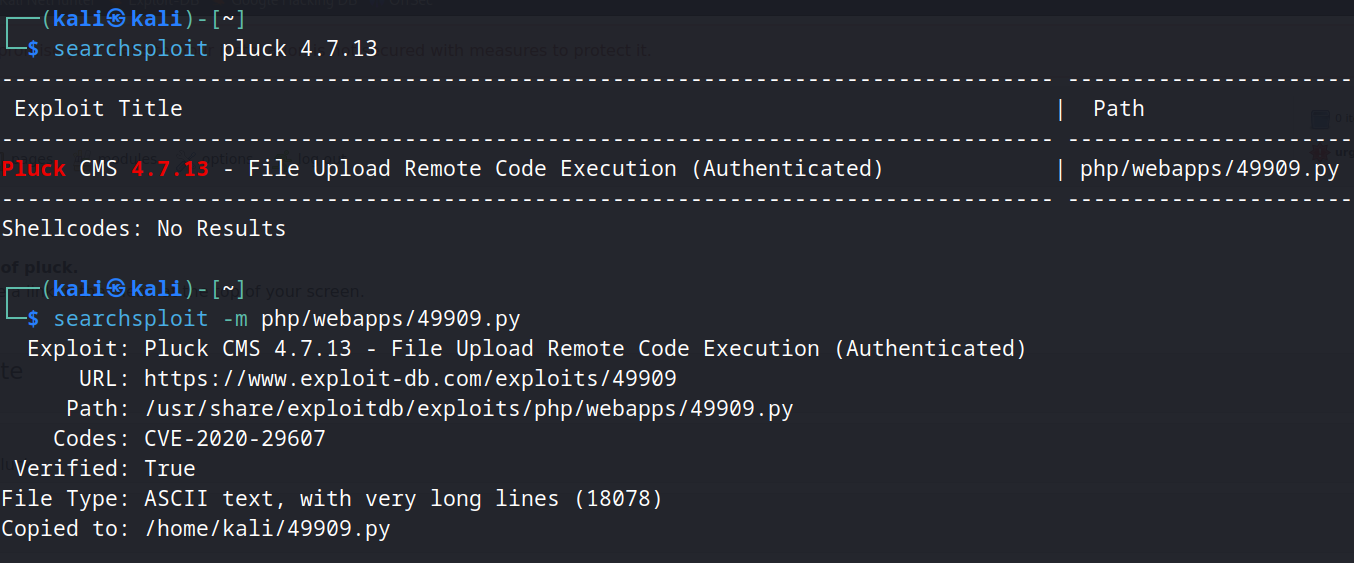 ┌──(kali㉿kali)-[~]
└─$ searchsploit pluck 4.7.13
---------------------------------------------------------------------------------- ----------------------
Exploit Title | Path
---------------------------------------------------------------------------------- ----------------------
Pluck CMS 4.7.13 - File Upload Remote Code Execution (Authenticated) | php/webapps/49909.py
---------------------------------------------------------------------------------- ----------------------
Shellcodes: No Results
┌──(kali㉿kali)-[~]
└─$ searchsploit -m php/webapps/49909.py
Exploit: Pluck CMS 4.7.13 - File Upload Remote Code Execution (Authenticated)
URL: https://www.exploit-db.com/exploits/49909
Path: /usr/share/exploitdb/exploits/php/webapps/49909.py
Codes: CVE-2020-29607
Verified: True
File Type: ASCII text, with very long lines (18078)
Copied to: /home/kali/49909.py